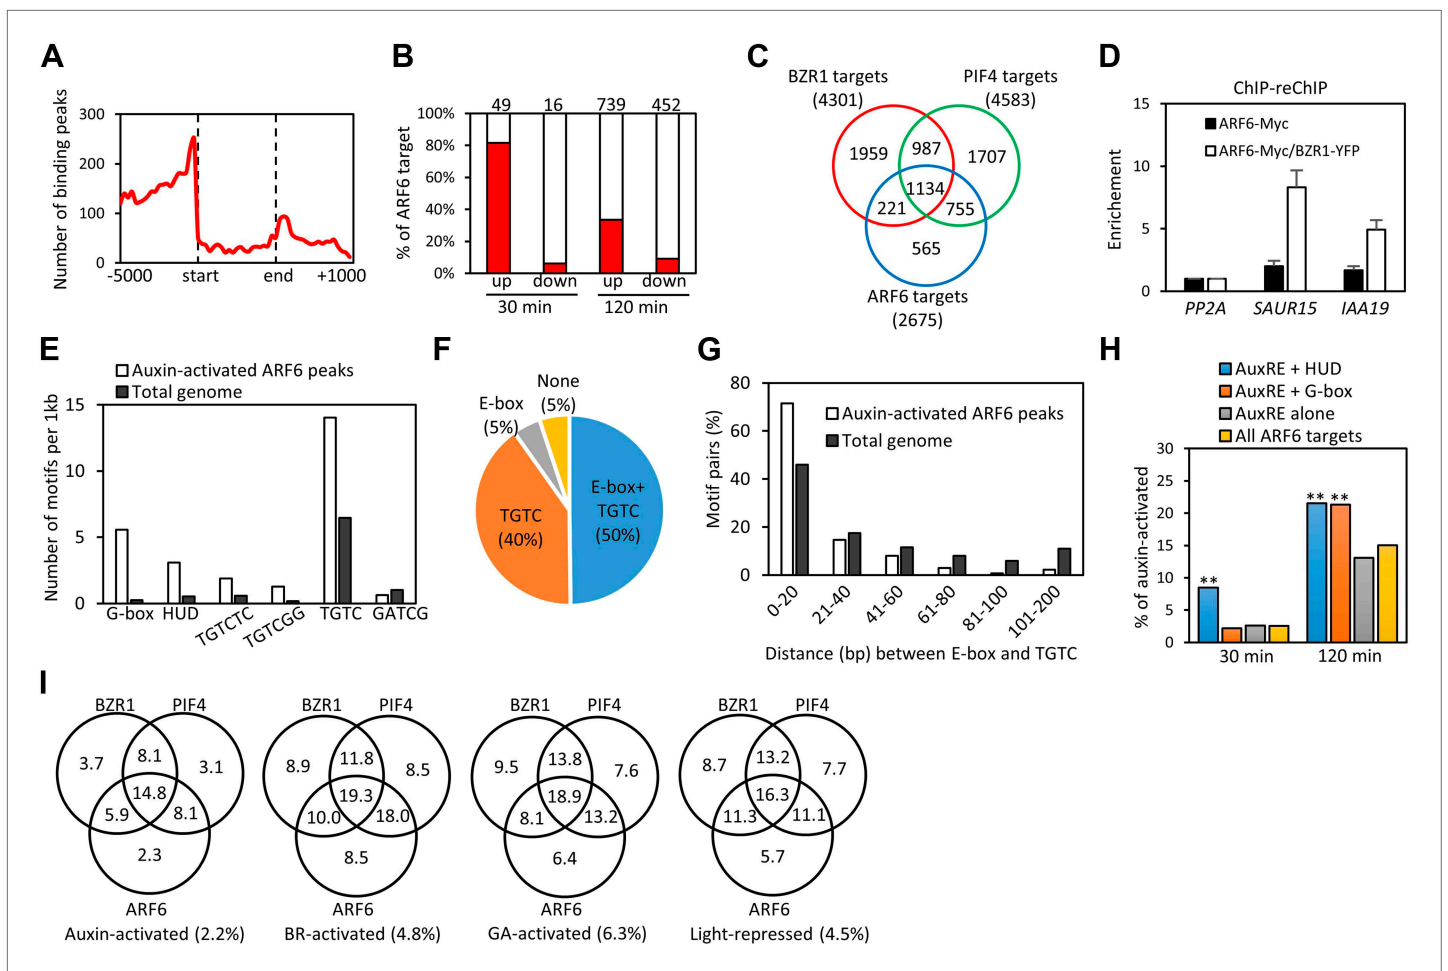 A
Number of binding peaks
300
200
100
0
-5000 start end +1000
B
% of ARF6 target
49 16 739 452
100%
80%
60%
40%
20%
0%
up down up down
30 min 120 min
C
BZR1 targets
(4301)
PIF4 targets
(4583)
1959 987 1707
1134
221 755
565
ARF6 targets
(2675)
D
ChIP-reChIP
Enrichement
15
10
5
0
ARF6-Myc
ARF6-Myc/BZR1-YFP
PP2A SAUR15 IAA19
E
Auxin-activated ARF6 peaks
Total genome
Number of motifs per 1kb
15
10
5
0
G-box HUD TGTCTC TGTCGG TGTC GATCG
F
None
(5%)
E-box
(5%)
TGTC
(40%)
E-box+
TGTC
(50%)
G
Motif pairs (%)
80
60
40
20
0
Auxin-activated ARF6 peaks
Total genome
0-20 21-40 41-60 61-80 81-100 101-200
Distance (bp) between E-box and TGTC
H
AuxRE + HUD
AuxRE + G-box
AuxRE alone
All ARF6 targets
% of auxin-activated
30
25
20
15
10
5
0
** ** **
30 min 120 min
I
BZR1 PIF4
3.7 8.1 3.1
14.8
5.9 8.1
2.3
ARF6
Auxin-activated (2.2%)
BZR1 PIF4
8.9 11.8 8.5
19.3
10.0 18.0
8.5
ARF6
BR-activated (4.8%)
BZR1 PIF4
9.5 13.8 7.6
18.9
8.1 13.2
6.4
ARF6
GA-activated (6.3%)
BZR1 PIF4
8.7 13.2 7.7
16.3
11.3 11.1
5.7
ARF6
Light-repressed (4.5%)